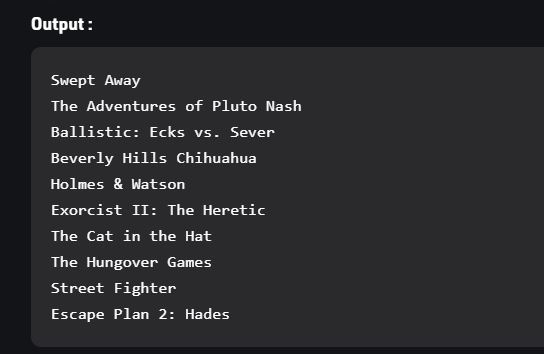 Output :
Swept Away
The Adventures of Pluto Nash
Ballistic: Ecks vs. Sever
Beverly Hills Chihuahua
Holmes & Watson
Exorcist II: The Heretic
The Cat in the Hat
The Hungover Games
Street Fighter
Escape Plan 2: Hades